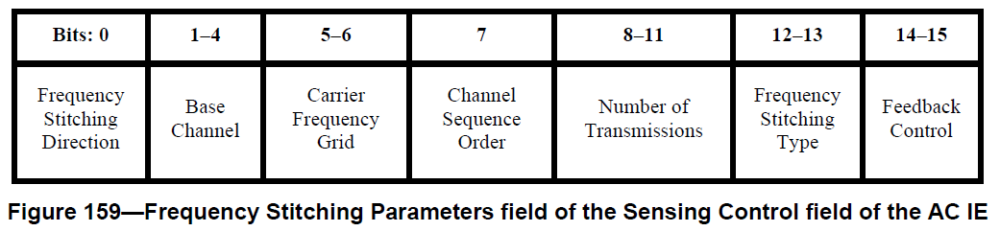 Bits: 0 1–4 5–6 7 8–11 12–13 14–15
Frequency
Stitching
Direction
Base
Channel
Carrier
Frequency
Grid
Channel
Sequence
Order
Number of
Transmissions
Frequency
Stitching
Type
Feedback
Control
Figure 159—Frequency Stitching Parameters field of the Sensing Control field of the AC IE